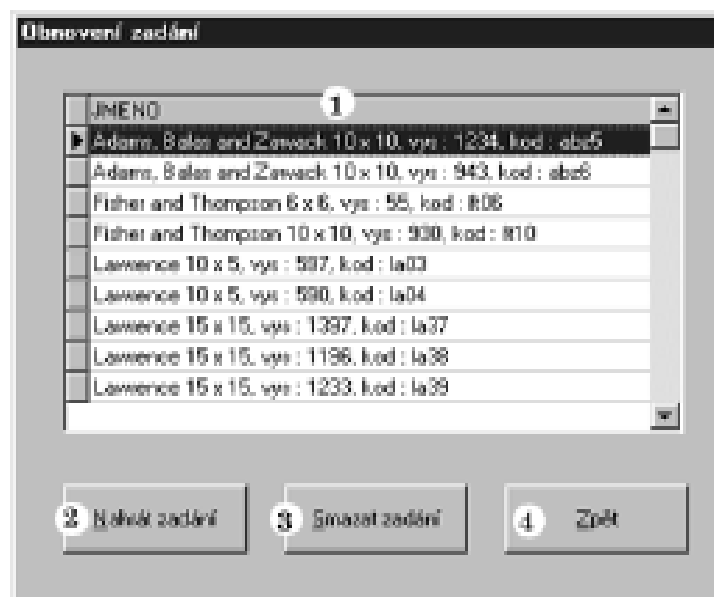 Obnovení zadání
JMENO 1
Adams, Balas and Zawack 10 x 10, vys : 1234, kod : abz5
Adams, Balas and Zawack 10 x 10, vys : 943, kod : abz6
Fisher and Thompson 6 x 6, vys : 55, kod : ft06
Fisher and Thompson 10 x 10, vys : 930, kod : ft10
Lawrence 10 x 5, vys : 597, kod : la03
Lawrence 10 x 5, vys : 590, kod : la04
Lawrence 15 x 15, vys : 1397, kod : la37
Lawrence 15 x 15, vys : 1196, kod : la38
Lawrence 15 x 15, vys : 1233, kod : la39
2 Nahrát zadání 3 Smazat zadání 4 Zpět